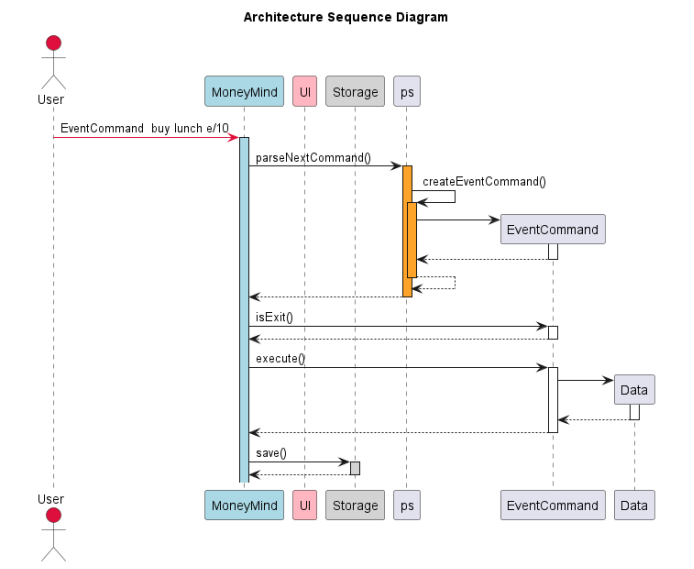 Architecture Sequence Diagram
User
MoneyMind UI Storage ps
EventCommand buy lunch e/10
parseNextCommand()
createEventCommand()
EventCommand
isExit()
execute()
Data
save()
User
MoneyMind UI Storage ps EventCommand Data